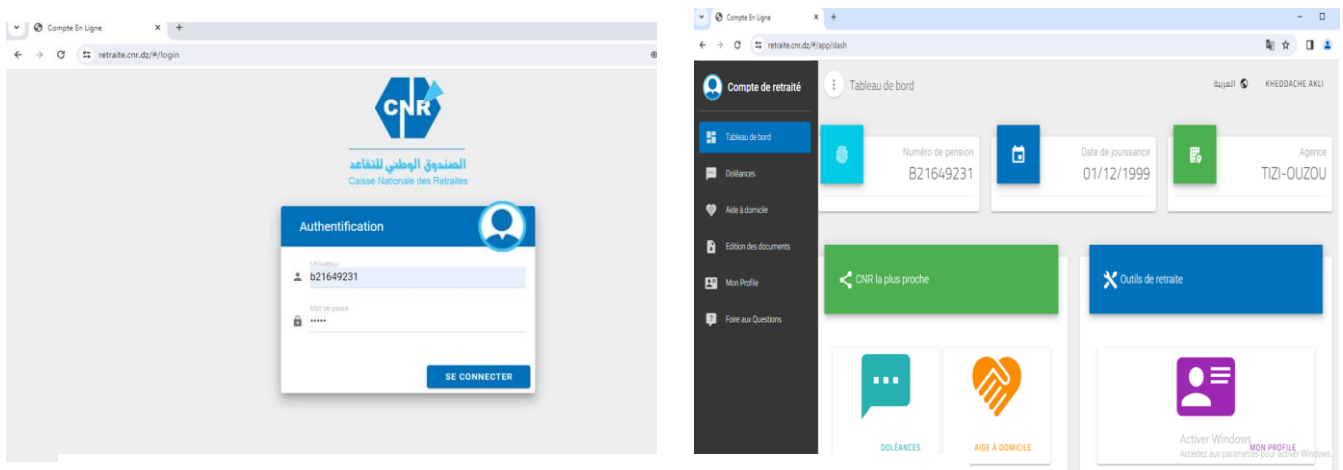 Compte En Ligne
retraite.cnr.dz/#/login
CNR
الصندوق الوطني للتقاعد
Caisse Nationale des Retraites
Authentification
Utilisateur
b21649231
Mot de passe
•••••
SE CONNECTER
Compte En Ligne
retraite.cnr.dz/#/app/dash
Compte de retraité
Tableau de bord
العربية
KHEDDACHE AKLI
Tableau de bord
Doléances
Aide à domicile
Edition des documents
Mon Profile
Foire aux Questions
Numéro de pension
B21649231
Date de jouissance
01/12/1999
Agence
TIZI-OUZOU
CNR la plus proche
Outils de retraite
DOLÉANCES
AIDE À DOMICILE
MON PROFILE
Activer Windows
Accédez aux paramètres pour activer Windows.